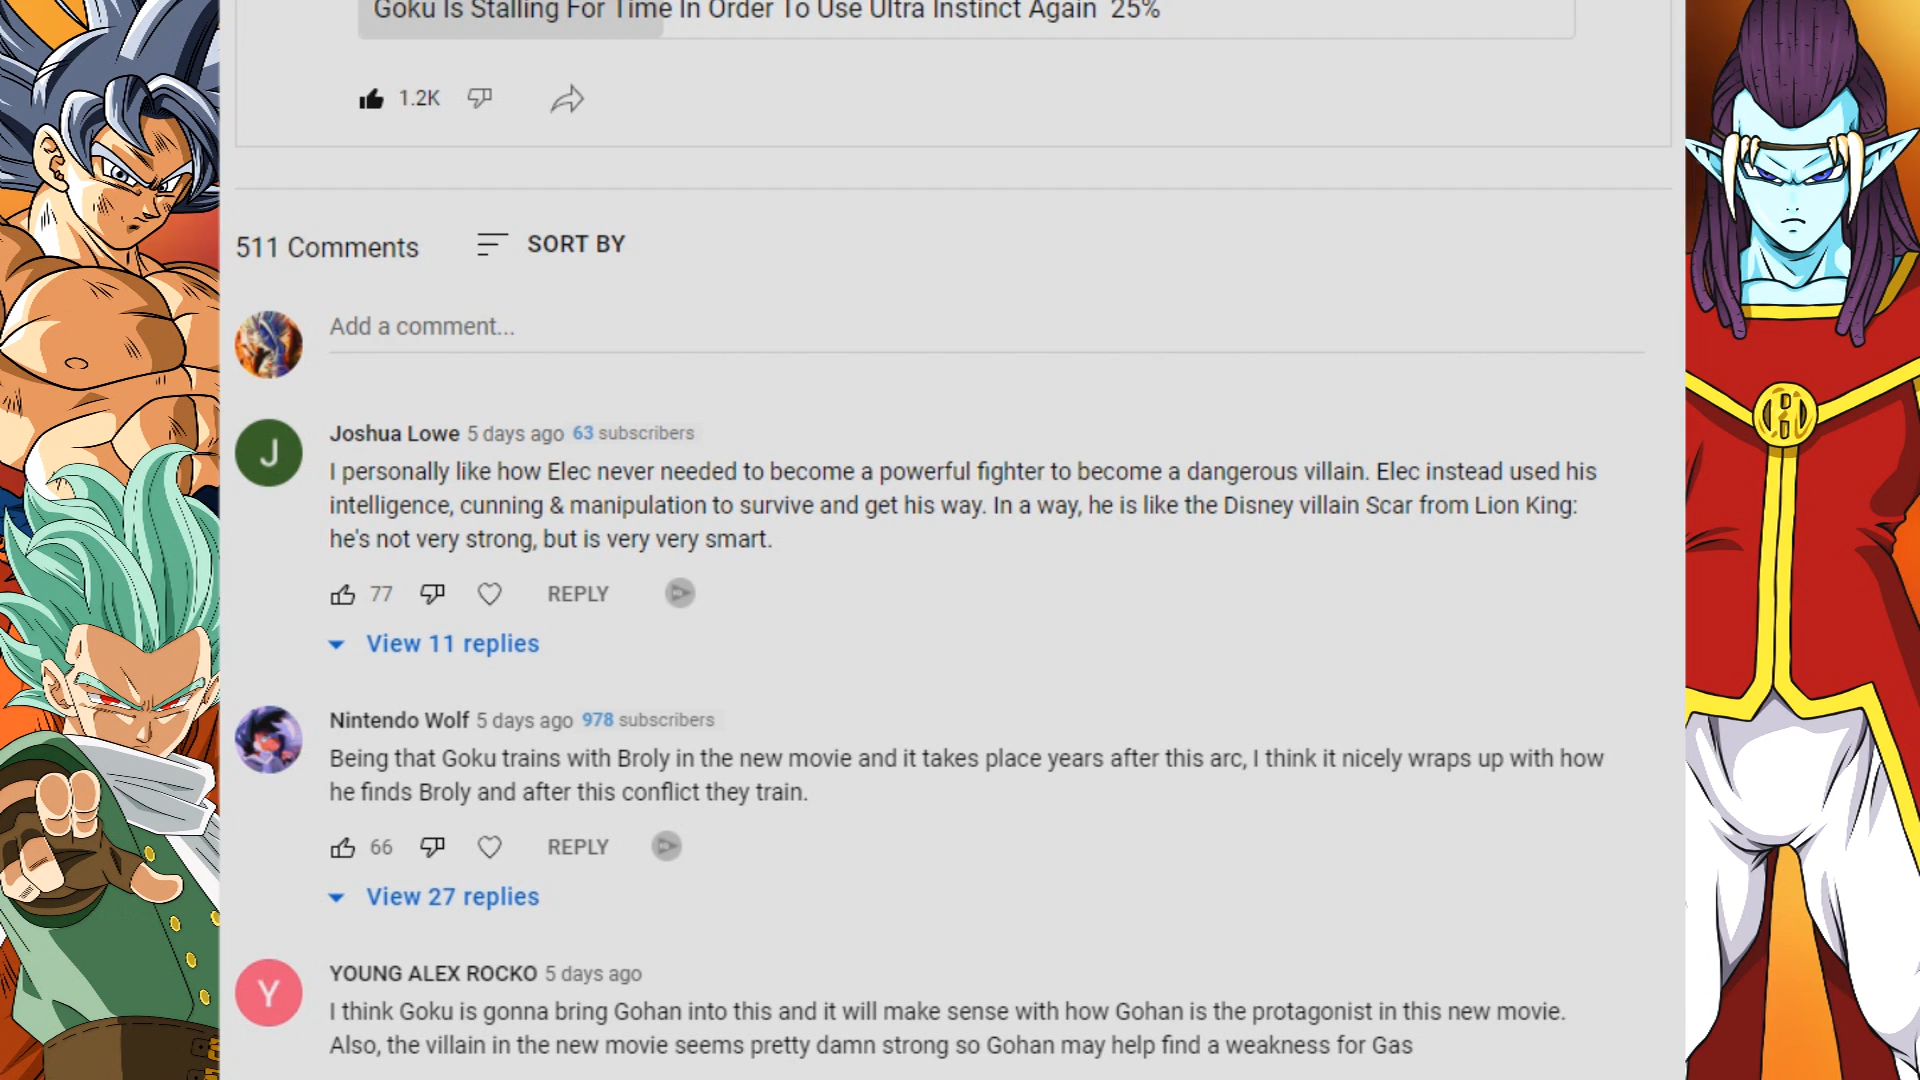 Goku Is Stalling For Time In Order To Use Ultra Instinct Again 25%
1.2K
511 Comments
SORT BY
Add a comment...
J
Joshua Lowe 5 days ago 63 subscribers
I personally like how Elec never needed to become a powerful fighter to become a dangerous villain. Elec instead used his
intelligence, cunning & manipulation to survive and get his way. In a way, he is like the Disney villain Scar from Lion King:
he's not very strong, but is very very smart.
77
REPLY
View 11 replies
Nintendo Wolf 5 days ago 978 subscribers
Being that Goku trains with Broly in the new movie and it takes place years after this arc, I think it nicely wraps up with how
he finds Broly and after this conflict they train.
66
REPLY
View 27 replies
Y
YOUNG ALEX ROCKO 5 days ago
I think Goku is gonna bring Gohan into this and it will make sense with how Gohan is the protagonist in this new movie.
Also, the villain in the new movie seems pretty damn strong so Gohan may help find a weakness for Gas